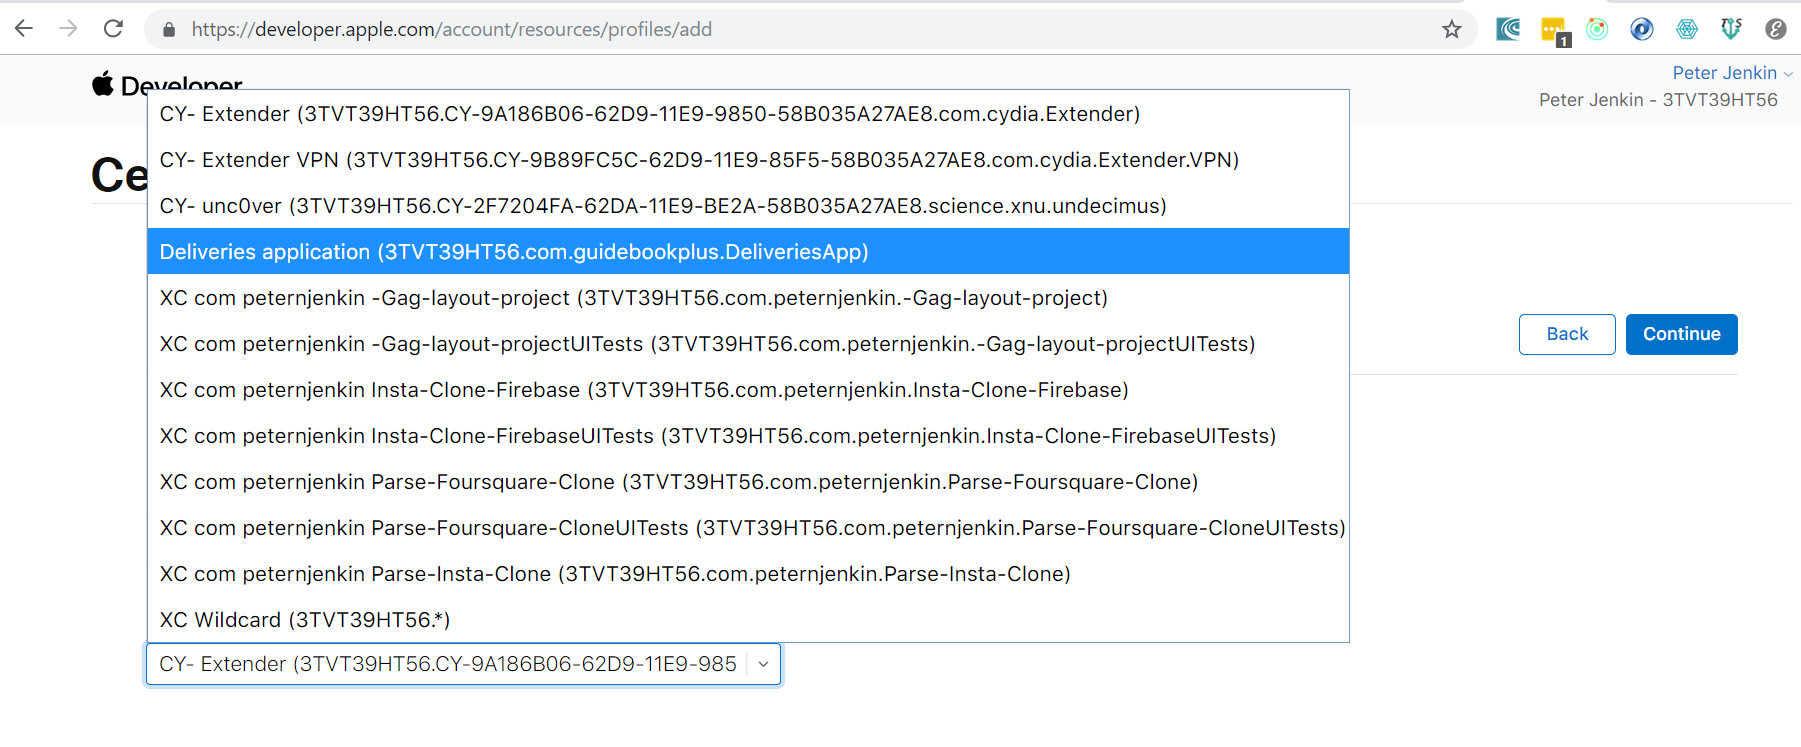 https://developer.apple.com/account/resources/profiles/add
1
Developer
Peter Jenkin
Peter Jenkin - 3TVT39HT56
Ce
CY- Extender (3TVT39HT56.CY-9A186B06-62D9-11E9-9850-58B035A27AE8.com.cydia.Extender)
CY- Extender VPN (3TVT39HT56.CY-9B89FC5C-62D9-11E9-85F5-58B035A27AE8.com.cydia.Extender.VPN)
CY- unc0ver (3TVT39HT56.CY-2F7204FA-62DA-11E9-BE2A-58B035A27AE8.science.xnu.undecimus)
Deliveries application (3TVT39HT56.com.guidebookplus.DeliveriesApp)
XC com peternjenkin -Gag-layout-project (3TVT39HT56.com.peternjenkin.-Gag-layout-project)
XC com peternjenkin -Gag-layout-projectUITests (3TVT39HT56.com.peternjenkin.-Gag-layout-projectUITests)
Back
Continue
XC com peternjenkin Insta-Clone-Firebase (3TVT39HT56.com.peternjenkin.Insta-Clone-Firebase)
XC com peternjenkin Insta-Clone-FirebaseUITests (3TVT39HT56.com.peternjenkin.Insta-Clone-FirebaseUITests)
XC com peternjenkin Parse-Foursquare-Clone (3TVT39HT56.com.peternjenkin.Parse-Foursquare-Clone)
XC com peternjenkin Parse-Foursquare-CloneUITests (3TVT39HT56.com.peternjenkin.Parse-Foursquare-CloneUITests)
XC com peternjenkin Parse-Insta-Clone (3TVT39HT56.com.peternjenkin.Parse-Insta-Clone)
XC Wildcard (3TVT39HT56.*)
CY- Extender (3TVT39HT56.CY-9A186B06-62D9-11E9-985